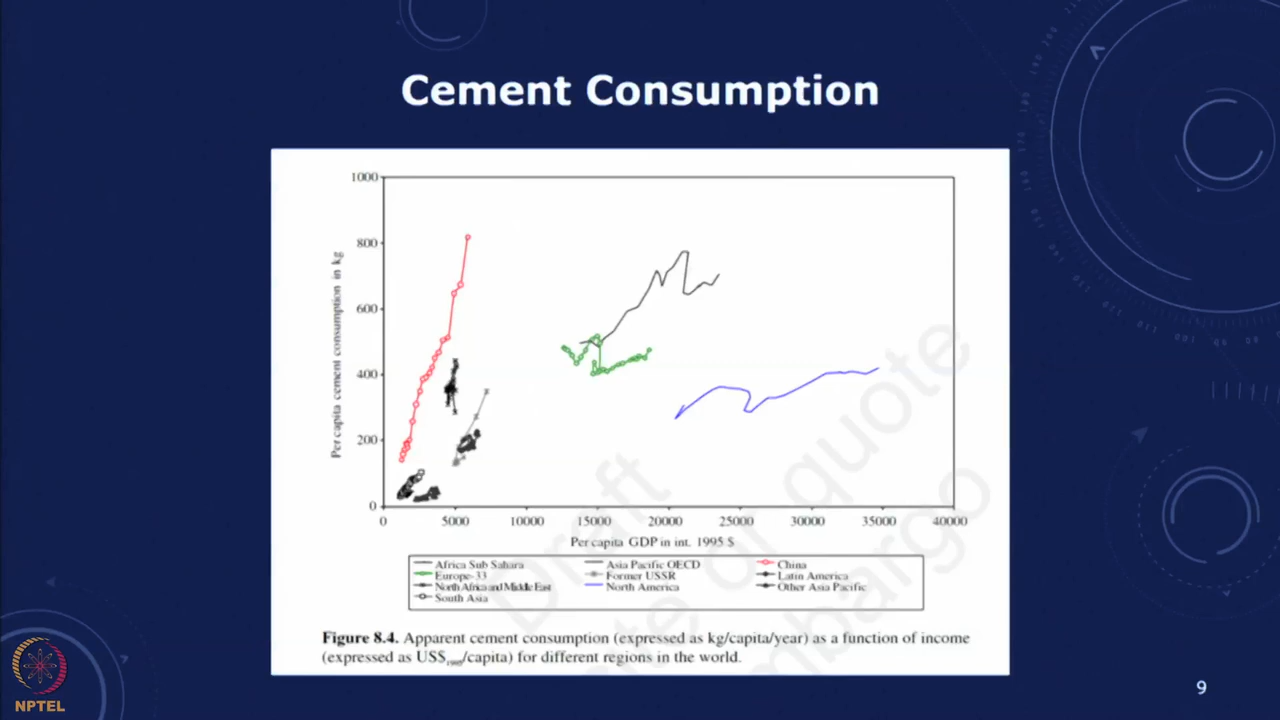 Cement Consumption
1000
800
600
400
200
0
Per capita cement consumption in kg
0 5000 10000 15000 20000 25000 30000 35000 40000
Per capita GDP in int. 1995 $
Africa Sub Sahara Asia Pacific OECD China
Europe-33 Former USSR Latin America
North Africa and Middle East North America Other Asia Pacific
South Asia
Draft
quote
embargo
Figure 8.4. Apparent cement consumption (expressed as kg/capita/year) as a function of income
(expressed as US$1995/capita) for different regions in the world.
NPTEL
9